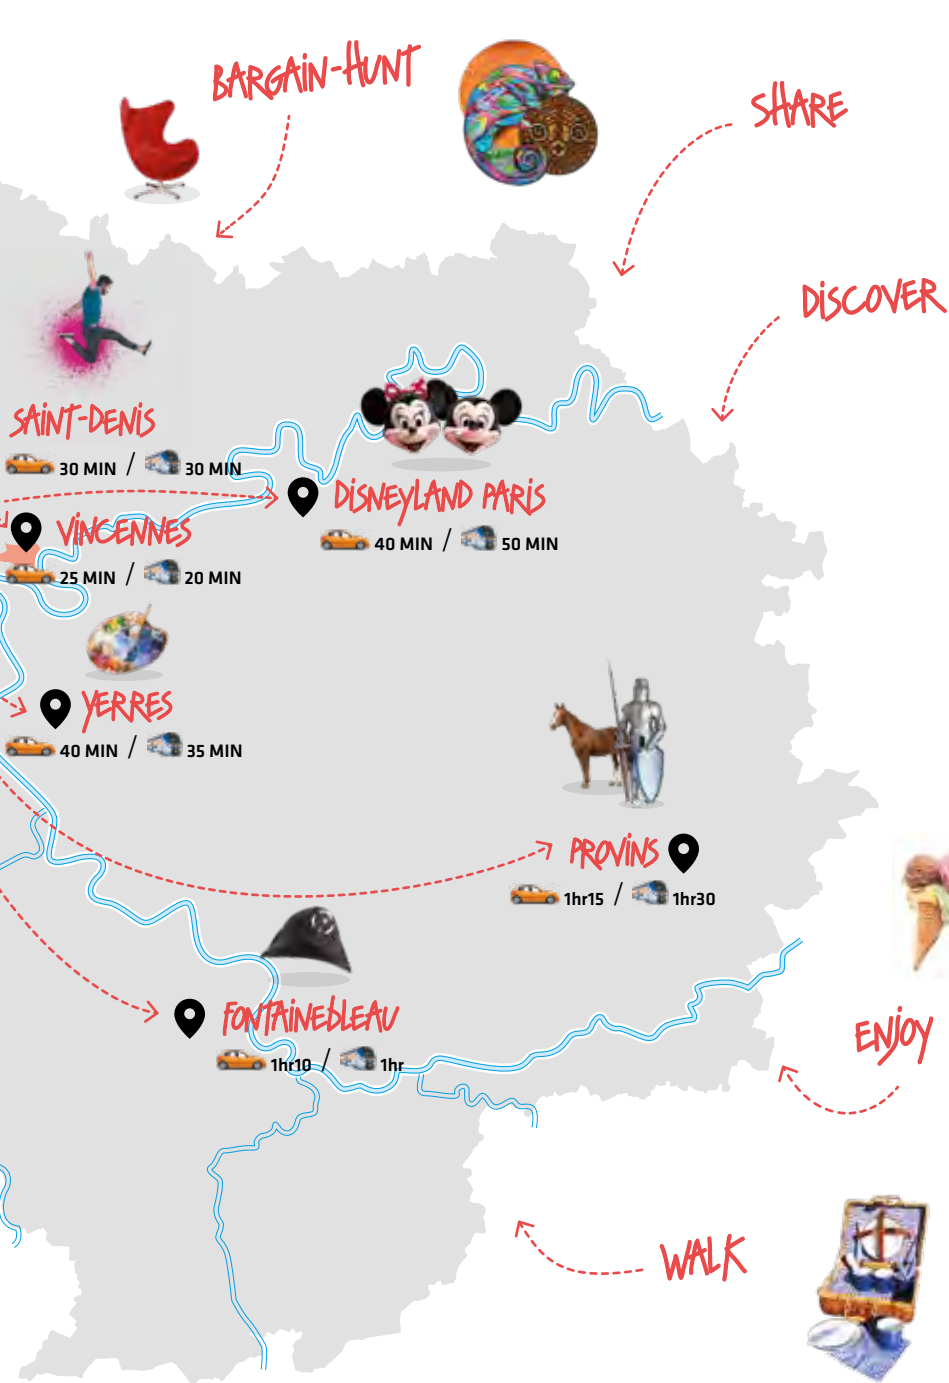 BARGAIN-HUNT
SHARE
DISCOVER
SAINT-DENIS
30 MIN / 30 MIN
DISNEYLAND PARIS
40 MIN / 50 MIN
VINCENNES
25 MIN / 20 MIN
YERRES
40 MIN / 35 MIN
PROVINS
1hr15 / 1hr30
FONTAINEBLEAU
1hr10 / 1hr
ENJOY
WALK